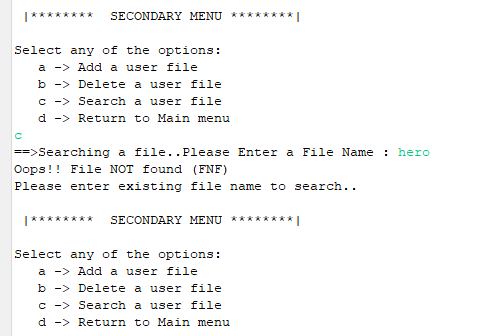 |********  SECONDARY MENU ********|
Select any of the options:
   a -> Add a user file
   b -> Delete a user file
   c -> Search a user file
   d -> Return to Main menu
c
==>Searching a file..Please Enter a File Name : hero
Oops!! File NOT found (FNF)
Please enter existing file name to search..
|********  SECONDARY MENU ********|
Select any of the options:
   a -> Add a user file
   b -> Delete a user file
   c -> Search a user file
   d -> Return to Main menu